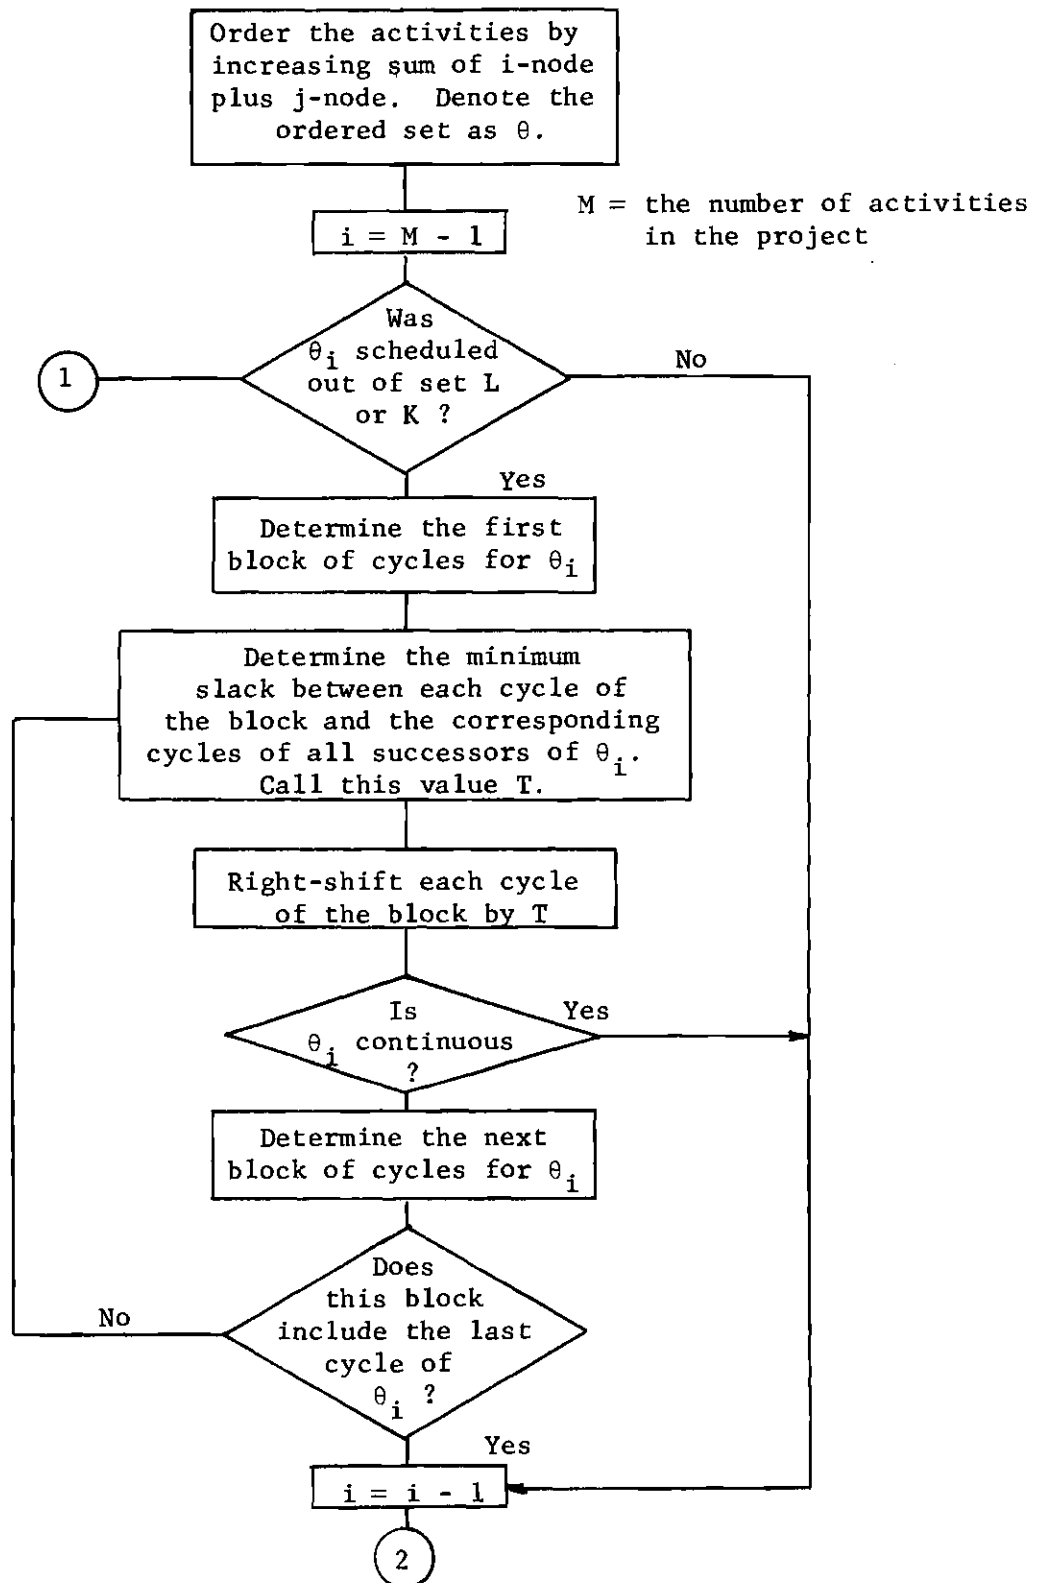 Order the activities by
increasing sum of i-node
plus j-node. Denote the
ordered set as θ.
M = the number of activities
in the project
i = M - 1
Was
θi scheduled
out of set L
or K ?
1
No
Yes
Determine the first
block of cycles for θi
Determine the minimum
slack between each cycle of
the block and the corresponding
cycles of all successors of θi.
Call this value T.
Right-shift each cycle
of the block by T
Is
θi continuous
?
Yes
Determine the next
block of cycles for θi
Does
this block
include the last
cycle of
θi ?
No
Yes
i = i - 1
2